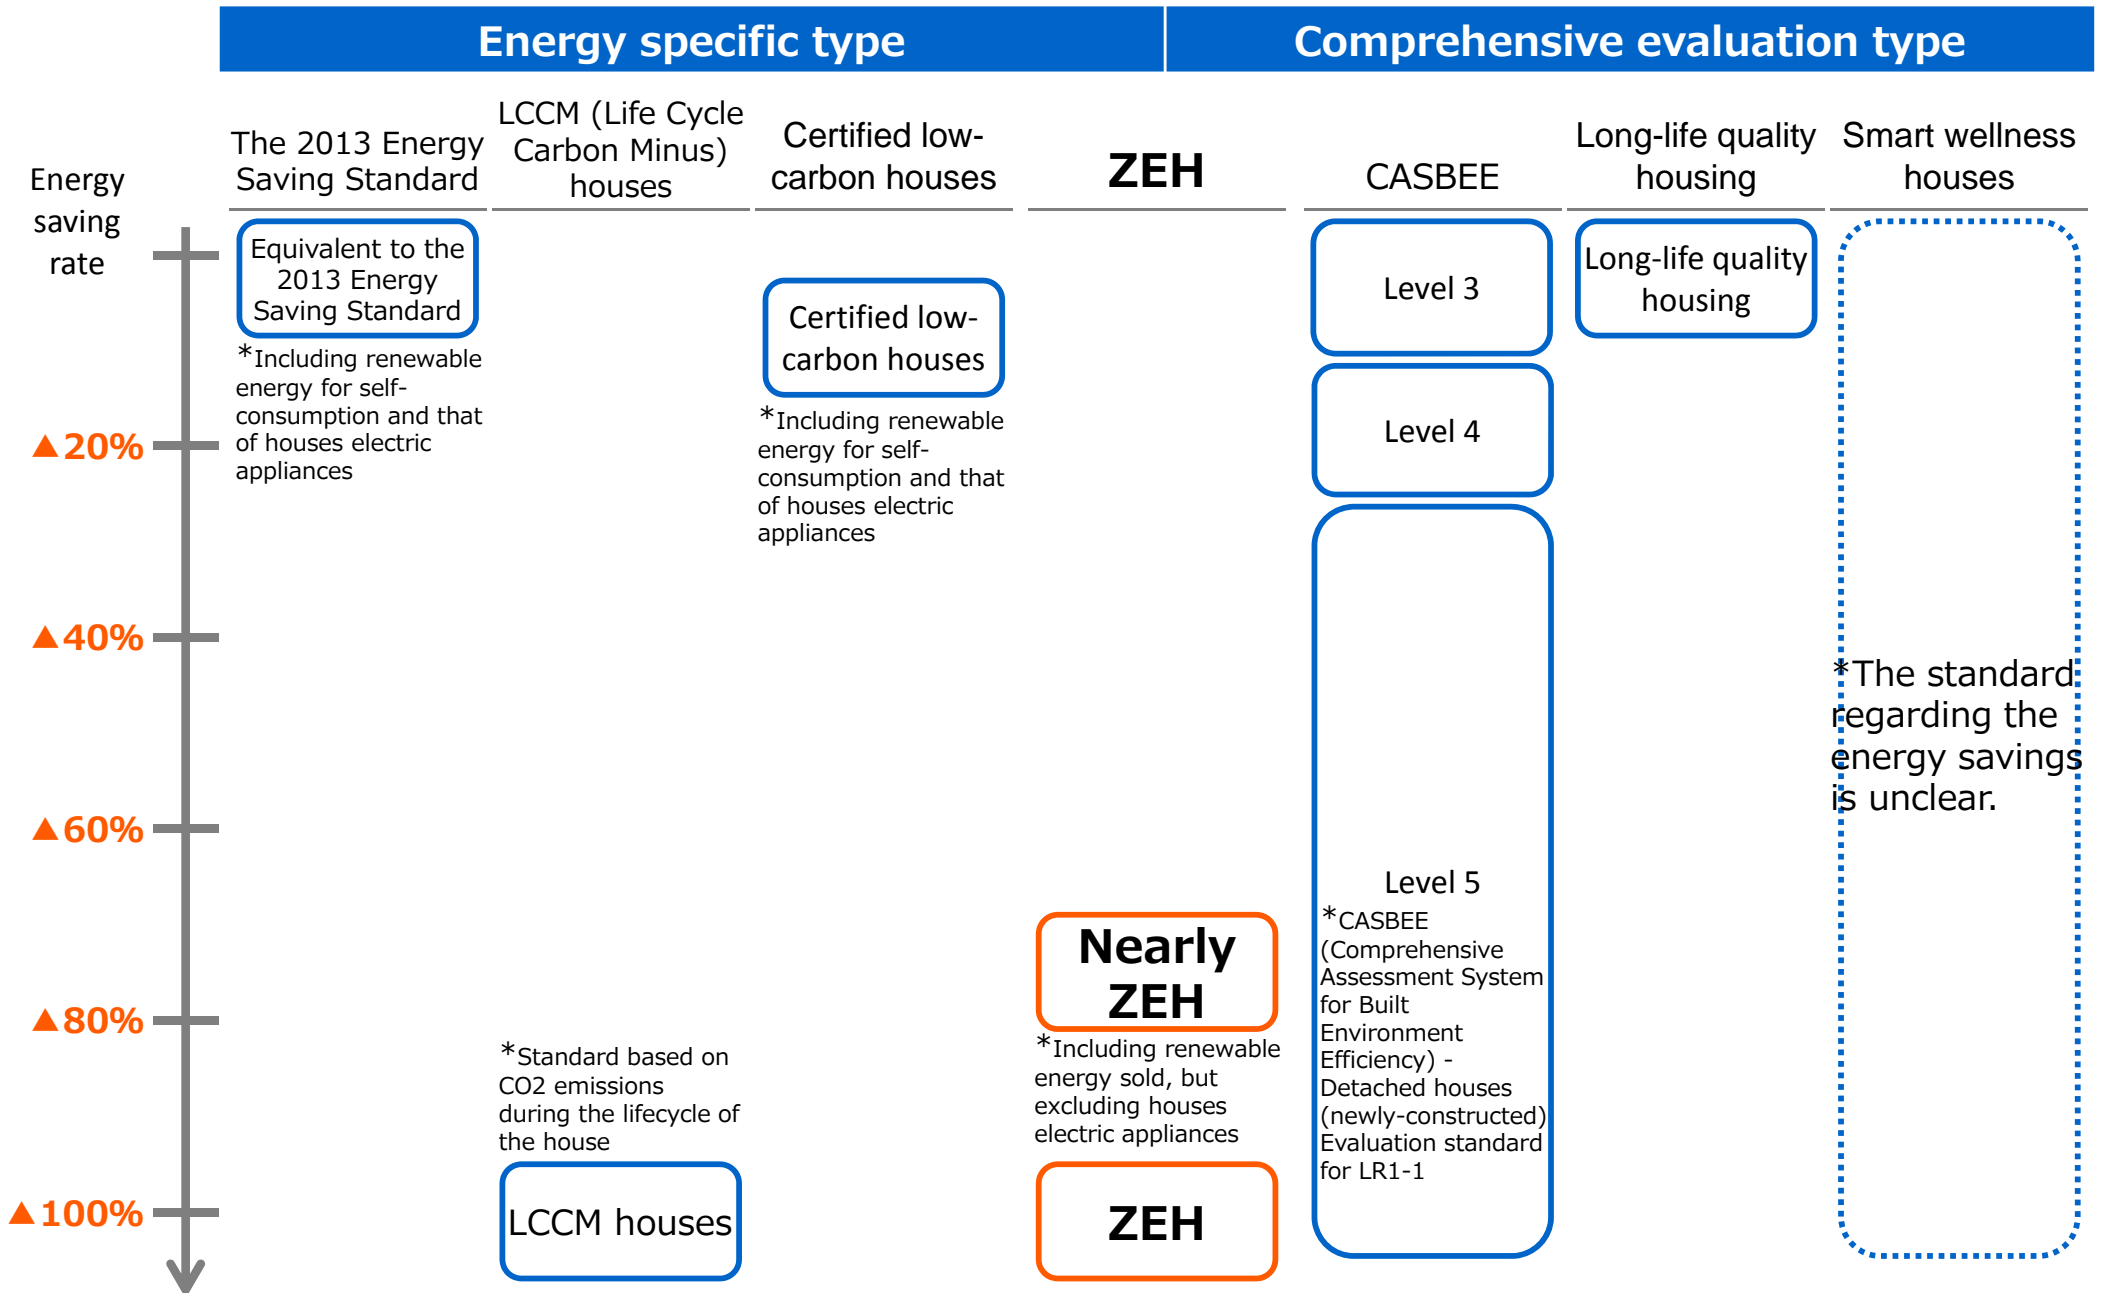 Energy specific type
Comprehensive evaluation type
Energy
saving
rate
The 2013 Energy
Saving Standard
LCCM (Life Cycle
Carbon Minus)
houses
Certified low-
carbon houses
ZEH
CASBEE
Long-life quality
housing
Smart wellness
houses
▲20%
▲40%
▲60%
▲80%
▲100%
Equivalent to the
2013 Energy
Saving Standard
*Including renewable
energy for self-
consumption and that
of houses electric
appliances
*Standard based on
CO2 emissions
during the lifecycle of
the house
LCCM houses
Certified low-
carbon houses
*Including renewable
energy for self-
consumption and that
of houses electric
appliances
Nearly
ZEH
*Including renewable
energy sold, but
excluding houses
electric appliances
ZEH
Level 3
Level 4
Level 5
*CASBEE
(Comprehensive
Assessment System
for Built
Environment
Efficiency) -
Detached houses
(newly-constructed)
Evaluation standard
for LR1-1
Long-life quality
housing
*The standard
regarding the
energy savings
is unclear.